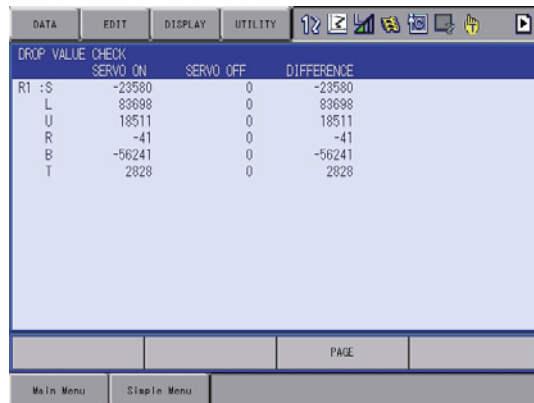 DATA EDIT DISPLAY UTILITY
DROP VALUE CHECK
SERVO ON SERVO OFF DIFFERENCE
R1 :S -23580 0 -23580
L 83698 0 83698
U 18511 0 18511
R -41 0 -41
B -56241 0 -56241
T 2828 0 2828
PAGE
Main Menu Simple Menu